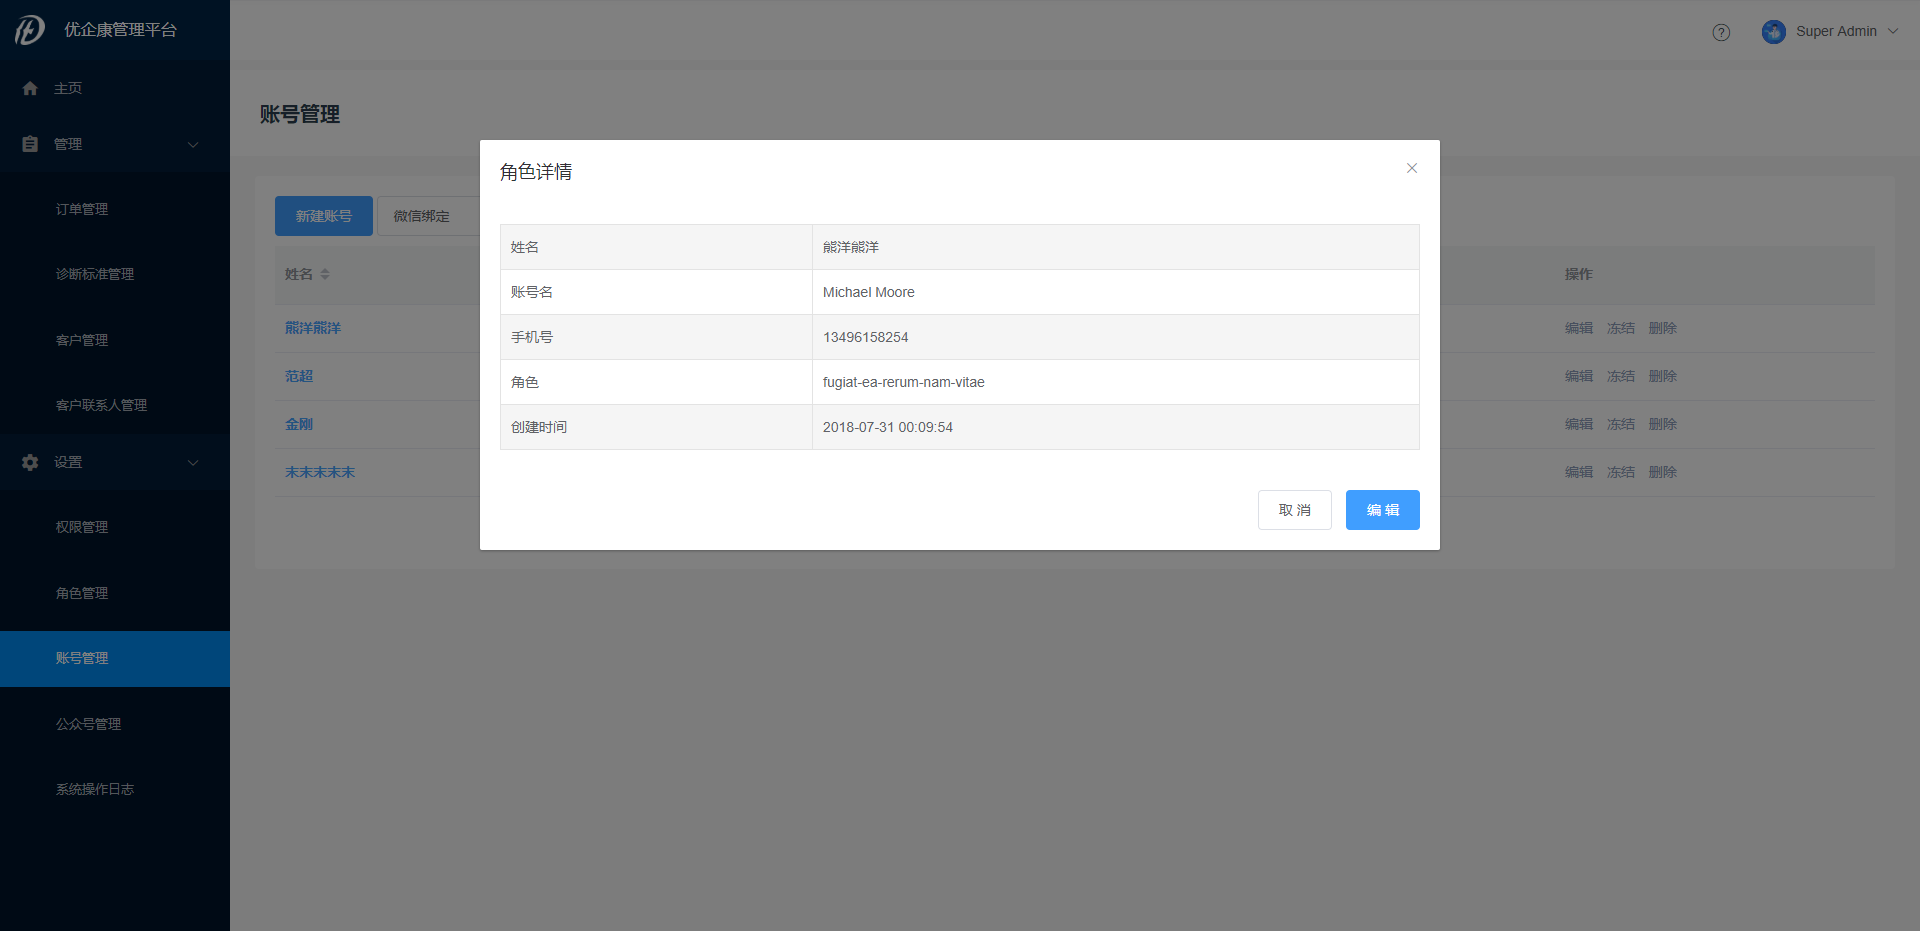 优企康管理平台
Super Admin
主页
管理
订单管理
诊断标准管理
客户管理
客户联系人管理
设置
权限管理
角色管理
账号管理
公众号管理
系统操作日志
账号管理
新建账号 微信绑定
姓名 操作
熊洋熊洋 编辑 冻结 删除
范超 编辑 冻结 删除
金刚 编辑 冻结 删除
末末末末末 编辑 冻结 删除
角色详情
姓名 熊洋熊洋
账号名 Michael Moore
手机号 13496158254
角色 fugiat-ea-rerum-nam-vitae
创建时间 2018-07-31 00:09:54
取 消 编 辑